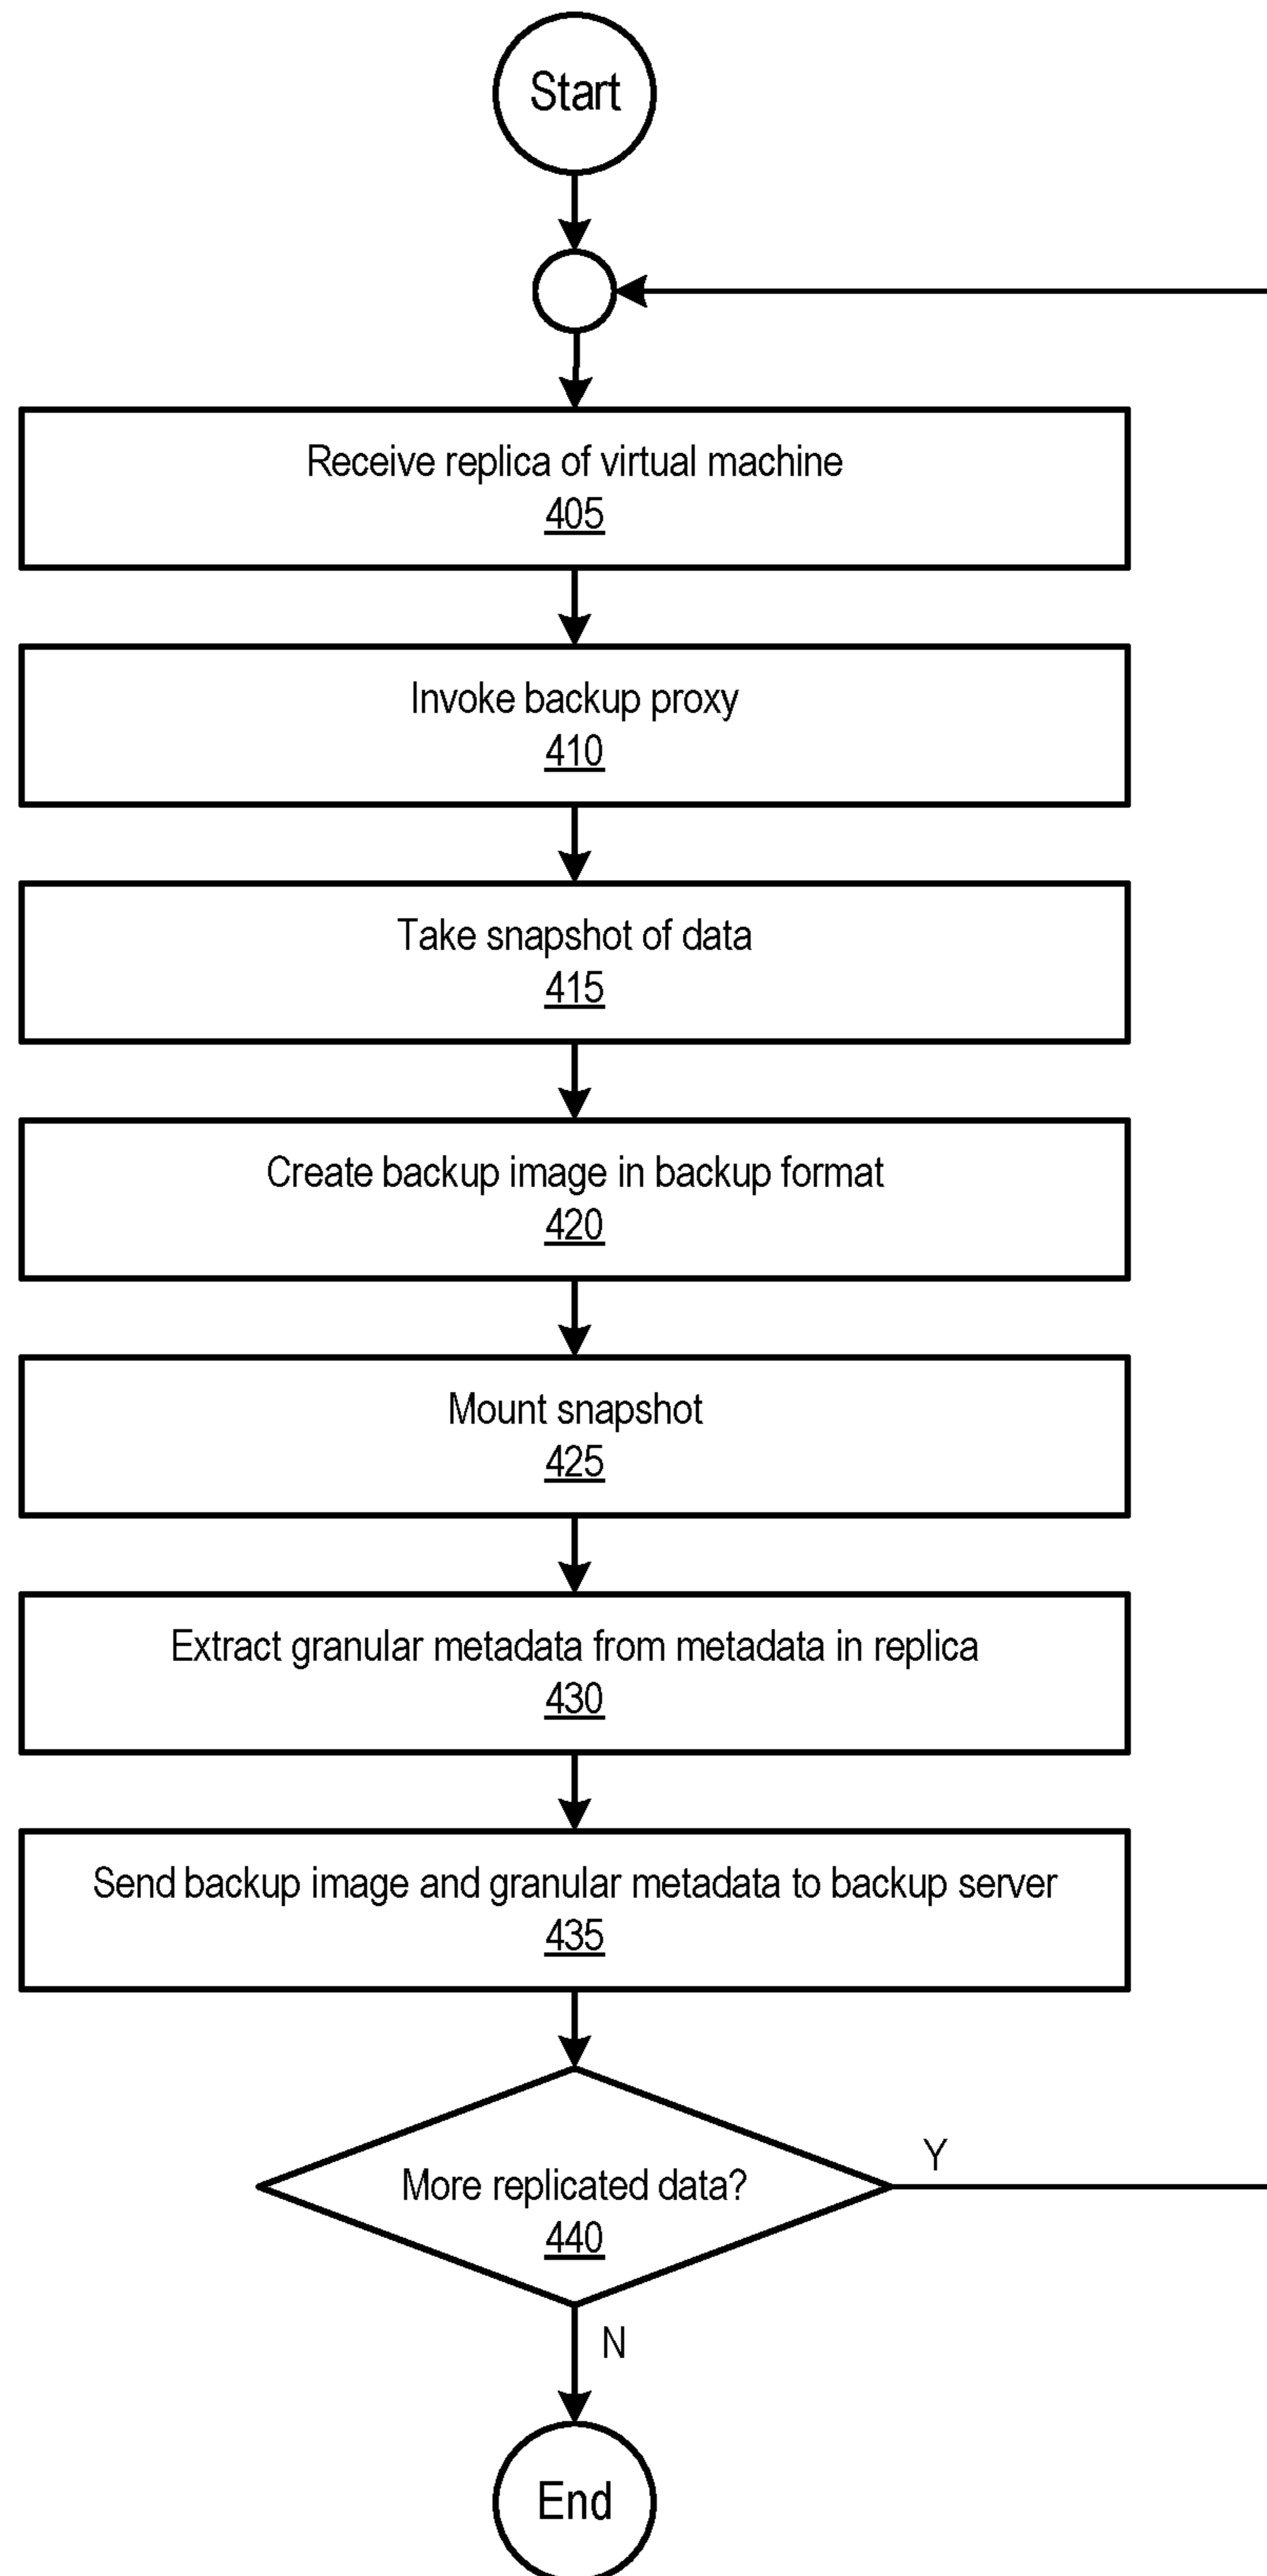 Start
Receive replica of virtual machine
405
Invoke backup proxy
410
Take snapshot of data
415
Create backup image in backup format
420
Mount snapshot
425
Extract granular metadata from metadata in replica
430
Send backup image and granular metadata to backup server
435
Y
More replicated data?
440
N
End